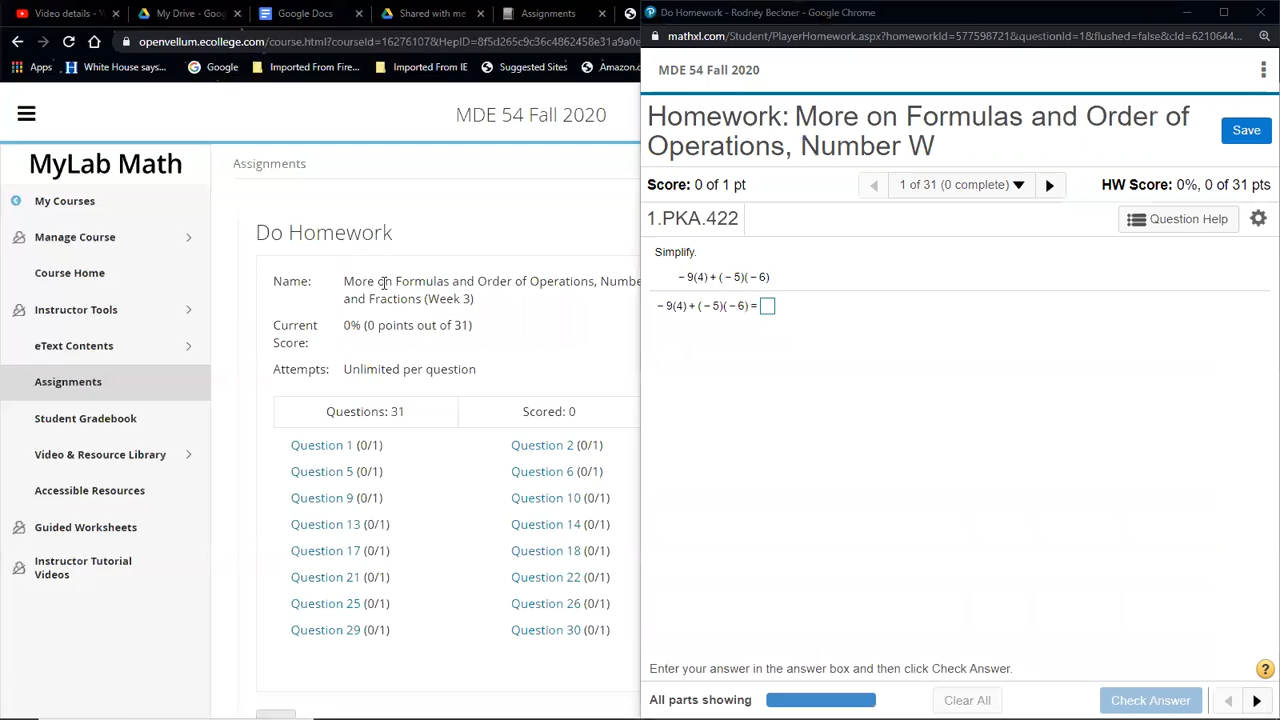 Video details - Y
My Drive - Goog
Google Docs
Shared with me
Assignments
openvellum.ecollege.com/course.html?courseId=16276107&HepID=8f5d265c9c36c4862458e31a9a0e
Apps
White House says...
Google
Imported From Fire...
Imported From IE
Suggested Sites
Amazon.c
MDE 54 Fall 2020
MyLab Math
My Courses
Manage Course
Course Home
Instructor Tools
eText Contents
Assignments
Student Gradebook
Video & Resource Library
Accessible Resources
Guided Worksheets
Instructor Tutorial
Videos
Assignments
Do Homework
Name: More on Formulas and Order of Operations, Numbe
and Fractions (Week 3)
Current 0% (0 points out of 31)
Score:
Attempts: Unlimited per question
Questions: 31 Scored: 0
Question 1 (0/1) Question 2 (0/1)
Question 5 (0/1) Question 6 (0/1)
Question 9 (0/1) Question 10 (0/1)
Question 13 (0/1) Question 14 (0/1)
Question 17 (0/1) Question 18 (0/1)
Question 21 (0/1) Question 22 (0/1)
Question 25 (0/1) Question 26 (0/1)
Question 29 (0/1) Question 30 (0/1)
Do Homework - Rodney Beckner - Google Chrome
mathxl.com/Student/PlayerHomework.aspx?homeworkId=577598721&questionId=1&flushed=false&cId=6210644...
MDE 54 Fall 2020
Homework: More on Formulas and Order of
Operations, Number W
Save
Score: 0 of 1 pt
1 of 31 (0 complete)
HW Score: 0%, 0 of 31 pts
1.PKA.422
Question Help
Simplify.
− 9(4) + (− 5)(− 6)
− 9(4) + (− 5)(− 6) =
Enter your answer in the answer box and then click Check Answer.
?
All parts showing
Clear All
Check Answer